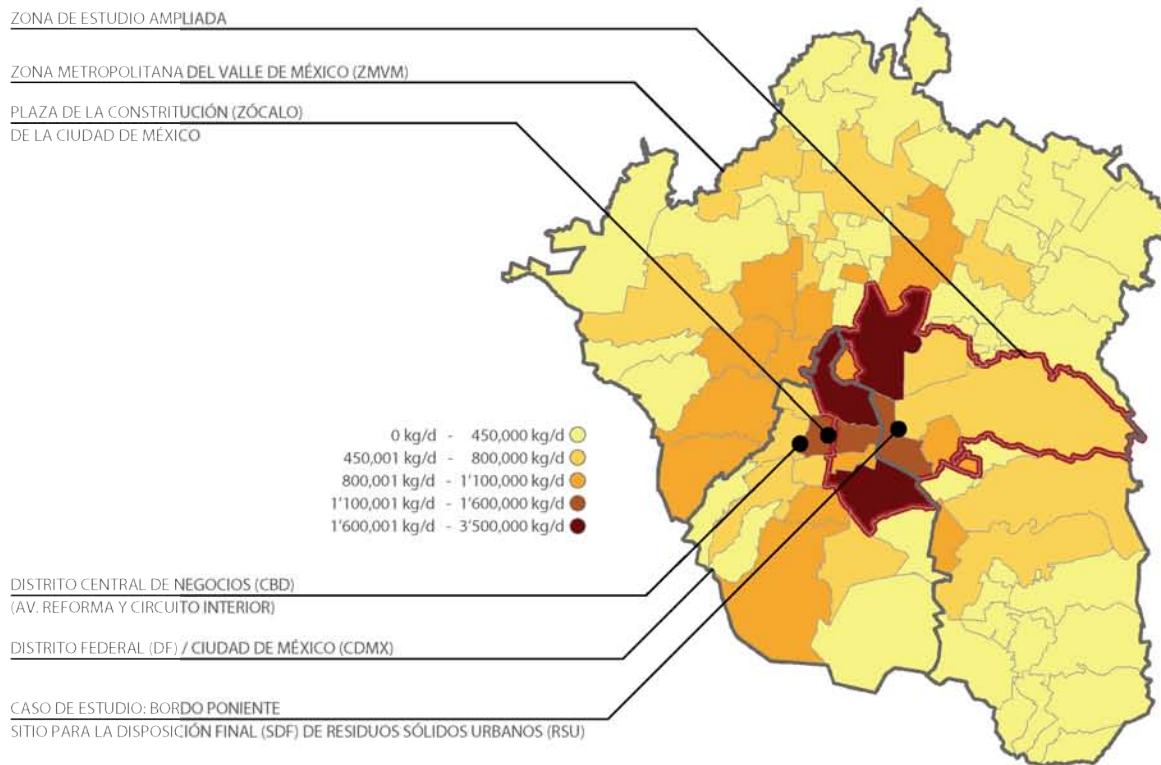 ZONA DE ESTUDIO AMPLIADA
ZONA METROPOLITANA DEL VALLE DE MÉXICO (ZMVM)
PLAZA DE LA CONSTRITUCIÓN (ZÓCALO)
DE LA CIUDAD DE MÉXICO
0 kg/d - 450,000 kg/d
450,001 kg/d - 800,000 kg/d
800,001 kg/d - 1'100,000 kg/d
1'100,001 kg/d - 1'600,000 kg/d
1'600,001 kg/d - 3'500,000 kg/d
DISTRITO CENTRAL DE NEGOCIOS (CBD)
(AV. REFORMA Y CIRCUITO INTERIOR)
DISTRITO FEDERAL (DF) / CIUDAD DE MÉXICO (CDMX)
CASO DE ESTUDIO: BORDO PONIENTE
SITIO PARA LA DISPOSICIÓN FINAL (SDF) DE RESIDUOS SÓLIDOS URBANOS (RSU)